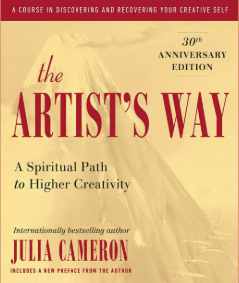 A COURSE IN DISCOVERING AND RECOVERING YOUR CREATIVE SELF
30th
ANNIVERSARY
EDITION
the
ARTIST'S WAY
A Spiritual Path
to Higher Creativity
Internationally bestselling author
JULIA CAMERON
INCLUDES A NEW PREFACE FROM THE AUTHOR